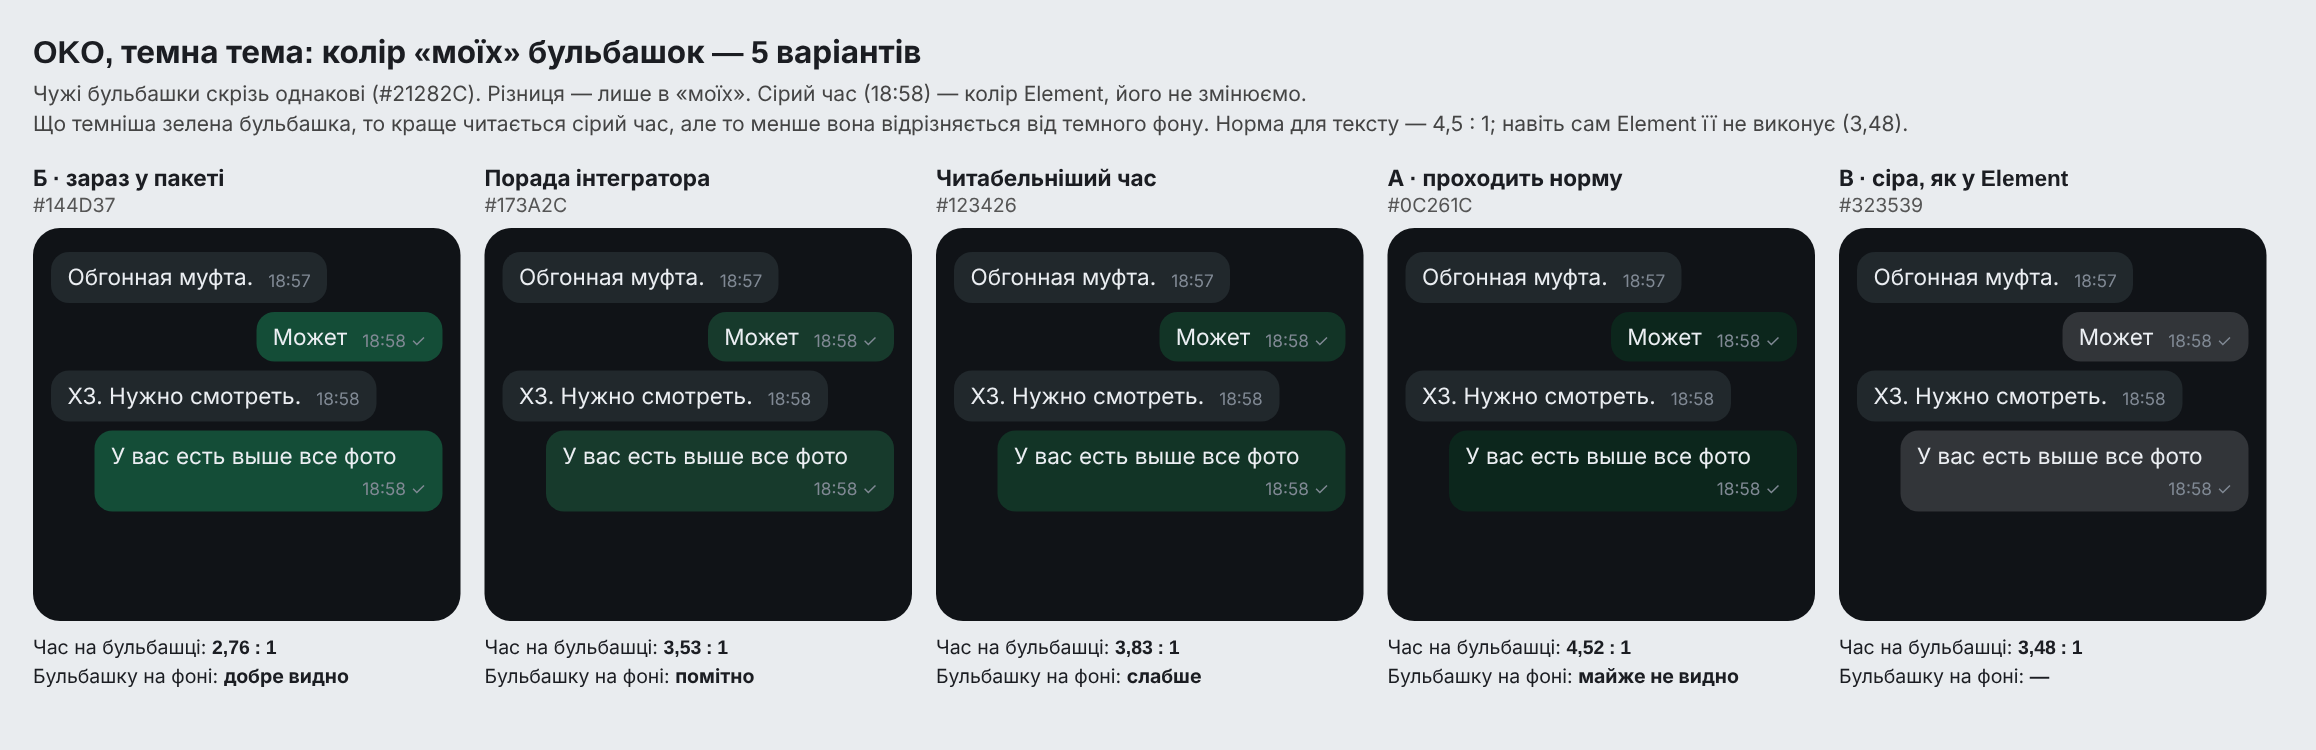 ОКО, темна тема: колір «моїх» бульбашок — 5 варіантів
Чужі бульбашки скрізь однакові (#21282C). Різниця — лише в «моїх». Сірий час (18:58) — колір Element, його не змінюємо.
Що темніша зелена бульбашка, то краще читається сірий час, але то менше вона відрізняється від темного фону. Норма для тексту — 4,5 : 1; навіть сам Element її не виконує (3,48).
Б · зараз у пакеті
#144D37
Обгонная муфта. 18:57
Может 18:58 ✓
ХЗ. Нужно смотреть. 18:58
У вас есть выше все фото
18:58 ✓
Час на бульбашці: 2,76 : 1
Бульбашку на фоні: добре видно
Порада інтегратора
#173A2C
Обгонная муфта. 18:57
Может 18:58 ✓
ХЗ. Нужно смотреть. 18:58
У вас есть выше все фото
18:58 ✓
Час на бульбашці: 3,53 : 1
Бульбашку на фоні: помітно
Читабельніший час
#123426
Обгонная муфта. 18:57
Может 18:58 ✓
ХЗ. Нужно смотреть. 18:58
У вас есть выше все фото
18:58 ✓
Час на бульбашці: 3,83 : 1
Бульбашку на фоні: слабше
А · проходить норму
#0C261C
Обгонная муфта. 18:57
Может 18:58 ✓
ХЗ. Нужно смотреть. 18:58
У вас есть выше все фото
18:58 ✓
Час на бульбашці: 4,52 : 1
Бульбашку на фоні: майже не видно
В · сіра, як у Element
#323539
Обгонная муфта. 18:57
Может 18:58 ✓
ХЗ. Нужно смотреть. 18:58
У вас есть выше все фото
18:58 ✓
Час на бульбашці: 3,48 : 1
Бульбашку на фоні: —